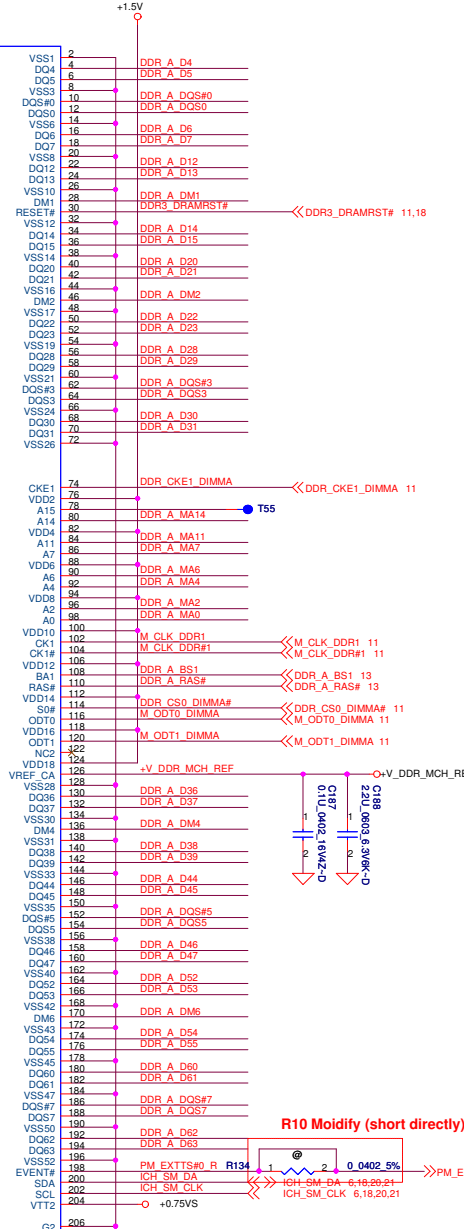 +1.5V
VSS1 2
DQ4 4 DDR_A_D4
DQ5 6 DDR_A_D5
VSS3 8
DQS#0 10 DDR_A_DQS#0
DQS0 12 DDR_A_DQS0
VSS6 14
DQ6 16 DDR_A_D6
DQ7 18 DDR_A_D7
VSS8 20
DQ12 22 DDR_A_D12
DQ13 24 DDR_A_D13
VSS10 26
DM1 28 DDR_A_DM1
RESET# 30 DDR3_DRAMRST# DDR3_DRAMRST# 11,18
VSS12 32
DQ14 34 DDR_A_D14
DQ15 36 DDR_A_D15
VSS14 38
DQ20 40 DDR_A_D20
DQ21 42 DDR_A_D21
VSS16 44
DM2 46 DDR_A_DM2
VSS17 48
DQ22 50 DDR_A_D22
DQ23 52 DDR_A_D23
VSS19 54
DQ28 56 DDR_A_D28
DQ29 58 DDR_A_D29
VSS21 60
DQS#3 62 DDR_A_DQS#3
DQS3 64 DDR_A_DQS3
VSS24 66
DQ30 68 DDR_A_D30
DQ31 70 DDR_A_D31
VSS26 72
CKE1 74 DDR_CKE1_DIMMA DDR_CKE1_DIMMA 11
VDD2 76
A15 78 T55
A14 80 DDR_A_MA14
VDD4 82
A11 84 DDR_A_MA11
A7 86 DDR_A_MA7
VDD6 88
A6 90 DDR_A_MA6
A4 92 DDR_A_MA4
VDD8 94
A2 96 DDR_A_MA2
A0 98 DDR_A_MA0
VDD10 100
CK1 102 M_CLK_DDR1 M_CLK_DDR1 11
CK1# 104 M_CLK_DDR#1 M_CLK_DDR#1 11
VDD12 106
BA1 108 DDR_A_BS1 DDR_A_BS1 13
RAS# 110 DDR_A_RAS# DDR_A_RAS# 13
VDD14 112
S0# 114 DDR_CS0_DIMMA# DDR_CS0_DIMMA# 11
ODT0 116 M_ODT0_DIMMA M_ODT0_DIMMA 11
VDD16 118
ODT1 120 M_ODT1_DIMMA M_ODT1_DIMMA 11
NC2 122
VDD18 124
VREF_CA 126 +V_DDR_MCH_REF +V_DDR_MCH_RE
VSS28 128
DQ36 130 DDR_A_D36
DQ37 132 DDR_A_D37
VSS30 134
DM4 136 DDR_A_DM4
VSS31 138
DQ38 140 DDR_A_D38
DQ39 142 DDR_A_D39
VSS33 144
DQ44 146 DDR_A_D44
DQ45 148 DDR_A_D45
VSS35 150
DQS#5 152 DDR_A_DQS#5
DQS5 154 DDR_A_DQS5
VSS38 156
DQ46 158 DDR_A_D46
DQ47 160 DDR_A_D47
VSS40 162
DQ52 164 DDR_A_D52
DQ53 166 DDR_A_D53
VSS42 168
DM6 170 DDR_A_DM6
VSS43 172
DQ54 174 DDR_A_D54
DQ55 176 DDR_A_D55
VSS45 178
DQ60 180 DDR_A_D60
DQ61 182 DDR_A_D61
VSS47 184
DQS#7 186 DDR_A_DQS#7
DQS7 188 DDR_A_DQS7
VSS50 190
DQ62 192 DDR_A_D62
DQ63 194 DDR_A_D63
VSS52 196
EVENT# 198 PM_EXTTS#0_R R134 1 2 0_0402_5% PM_E
SDA 200 ICH_SM_DA ICH_SM_DA 6,18,20,21
SCL 202 ICH_SM_CLK ICH_SM_CLK 6,18,20,21
VTT2 204 +0.75VS
G2 206
C187
0.1U_0402_16V4Z~D
1
2
C188
2.2U_0603_6.3V6K~D
1
2
R10 Moidify (short directly)
@